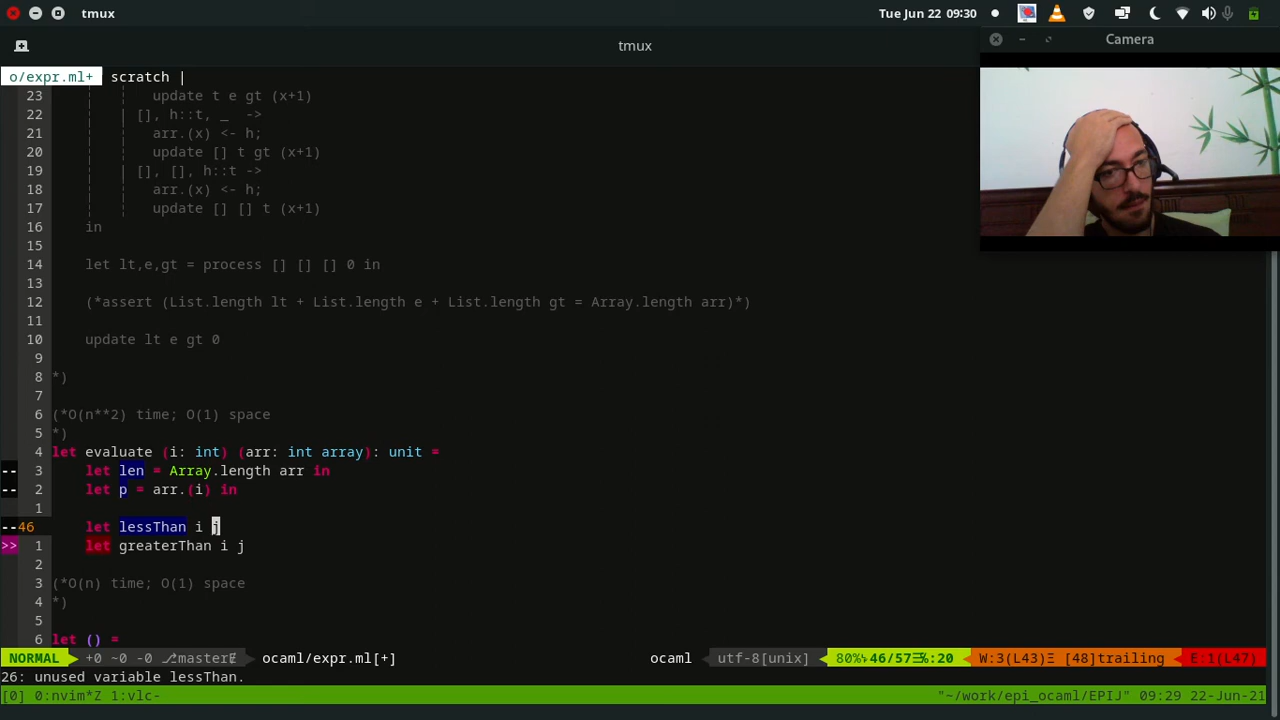 tmux
Tue Jun 22 09:30
Camera
tmux
o/expr.ml+ scratch |
23 update t e gt (x+1)
22 | [], h::t, _ ->
21 arr.(x) <- h;
20 update [] t gt (x+1)
19 | [], [], h::t ->
18 arr.(x) <- h;
17 update [] [] t (x+1)
16 in
15
14 let lt,e,gt = process [] [] [] 0 in
13
12 (*assert (List.length lt + List.length e + List.length gt = Array.length arr)*)
11
10 update lt e gt 0
9
8 *)
7
6 (*O(n**2) time; O(1) space
5 *)
4 let evaluate (i: int) (arr: int array): unit =
-- 3 let len = Array.length arr in
-- 2 let p = arr.(i) in
1
--46 let lessThan i j
>> 1 let greaterThan i j
2
3 (*O(n) time; O(1) space
4 *)
5
6 let () =
NORMAL +0 ~0 -0 master ocaml/expr.ml[+] ocaml utf-8[unix] 80% 46/57 :20 W:3(L43) [48]trailing E:1(L47)
26: unused variable lessThan.
[0] 0:nvim*Z 1:vlc- "~/work/epi_ocaml/EPIJ" 09:29 22-Jun-21